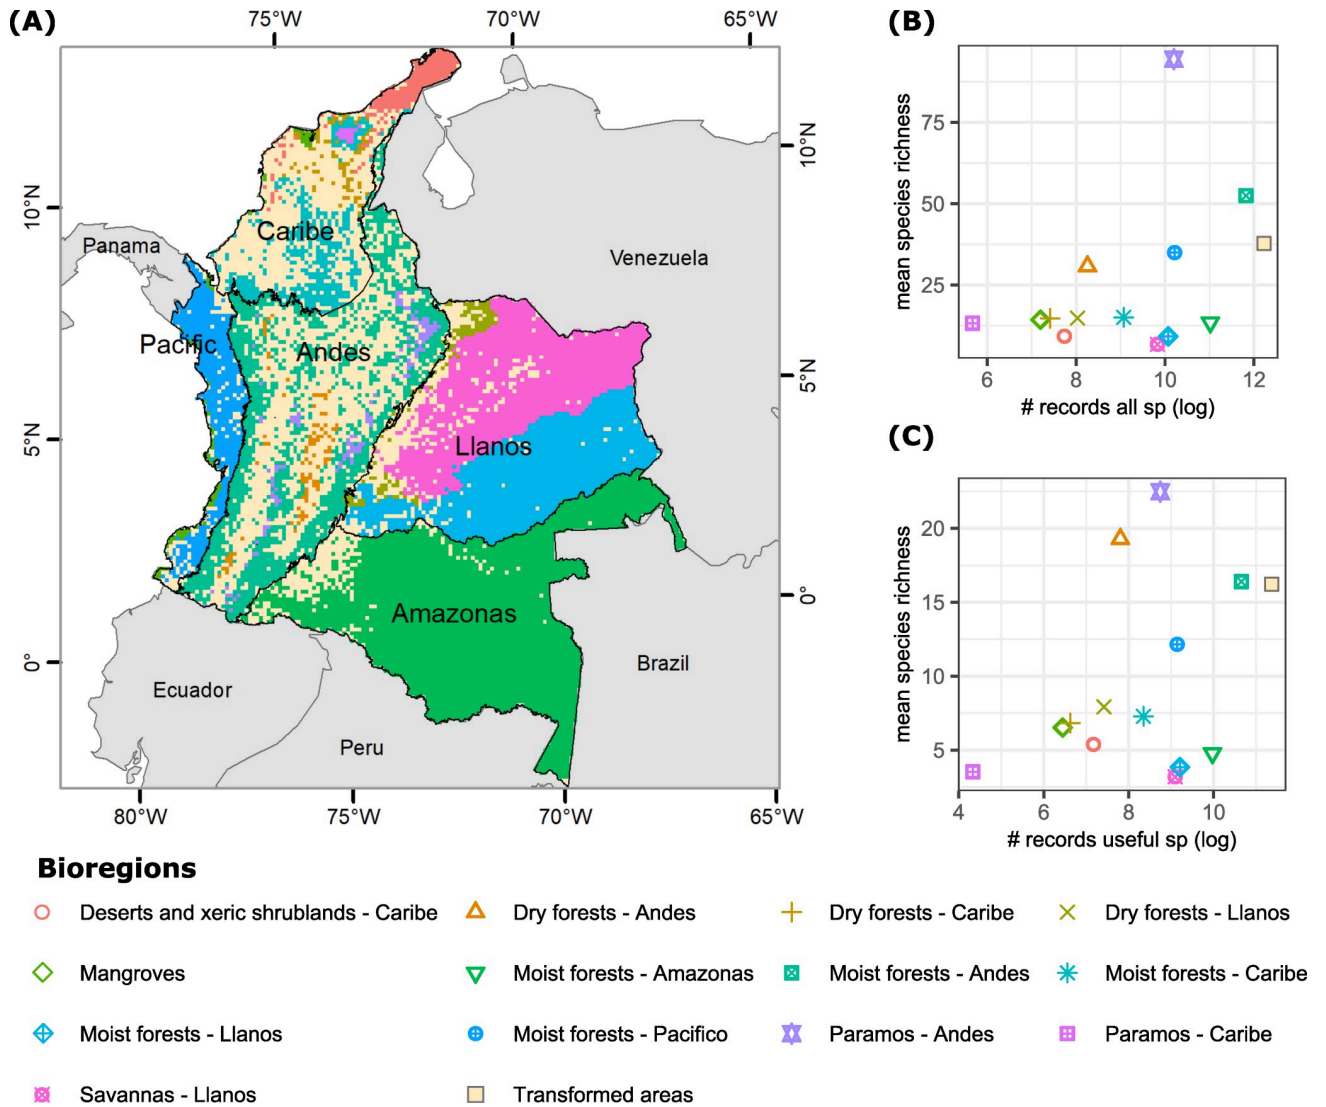 (A)
75°W 70°W 65°W
10°N
10°N
5°N
5°N
0°
0°
Panama
Caribe
Venezuela
Pacific
Andes
Llanos
Amazonas
Ecuador
Peru
Brazil
80°W 75°W 70°W 65°W
(B)
mean species richness
75
50
25
6 8 10 12
# records all sp (log)
(C)
mean species richness
20
15
10
5
4 6 8 10
# records useful sp (log)
Bioregions
Deserts and xeric shrublands - Caribe Dry forests - Andes Dry forests - Caribe Dry forests - Llanos
Mangroves Moist forests - Amazonas Moist forests - Andes Moist forests - Caribe
Moist forests - Llanos Moist forests - Pacifico Paramos - Andes Paramos - Caribe
Savannas - Llanos Transformed areas